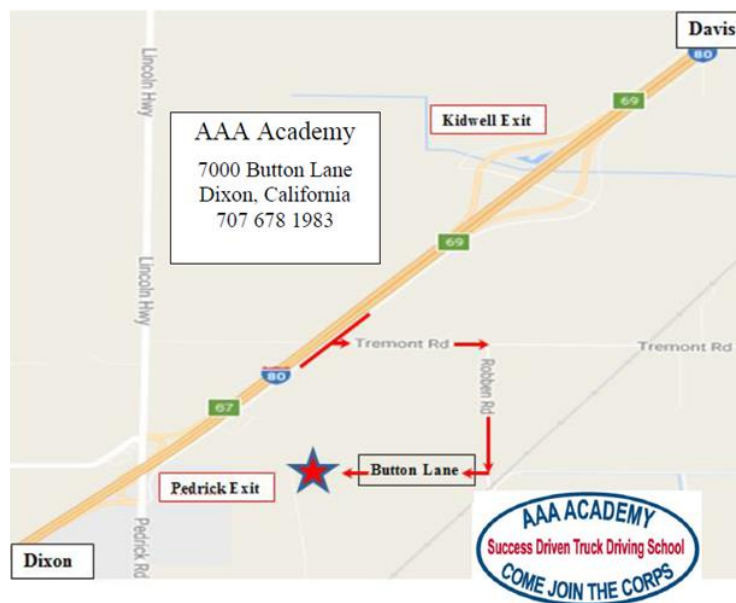 Davis
80
69
Kidwell Exit
Lincoln Hwy
AAA Academy
7000 Button Lane
Dixon, California
707 678 1983
69
Lincoln Hwy
Tremont Rd
Tremont Rd
80
Robben Rd
67
Button Lane
Pedrick Exit
Pedrick Rd
Dixon
AAA ACADEMY
Success Driven Truck Driving School
COME JOIN THE CORPS